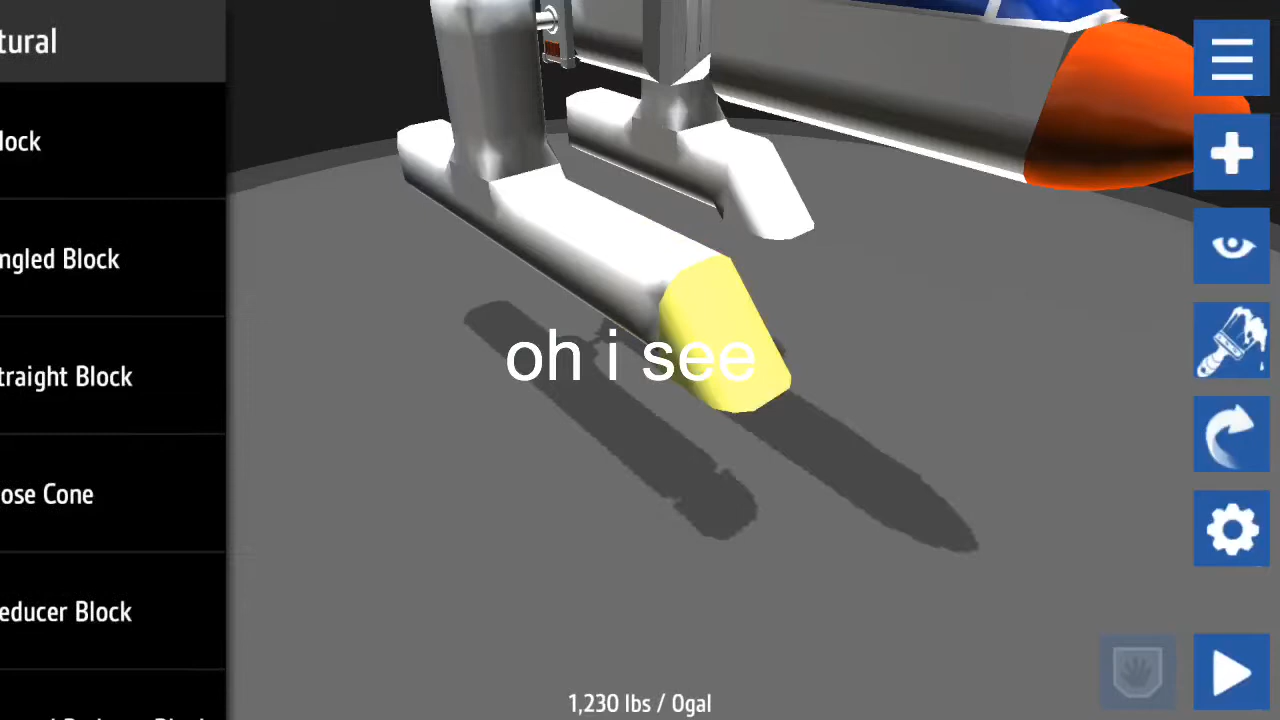 tural
lock
ngled Block
traight Block
oh i see
ose Cone
educer Block
1,230 lbs / 0gal